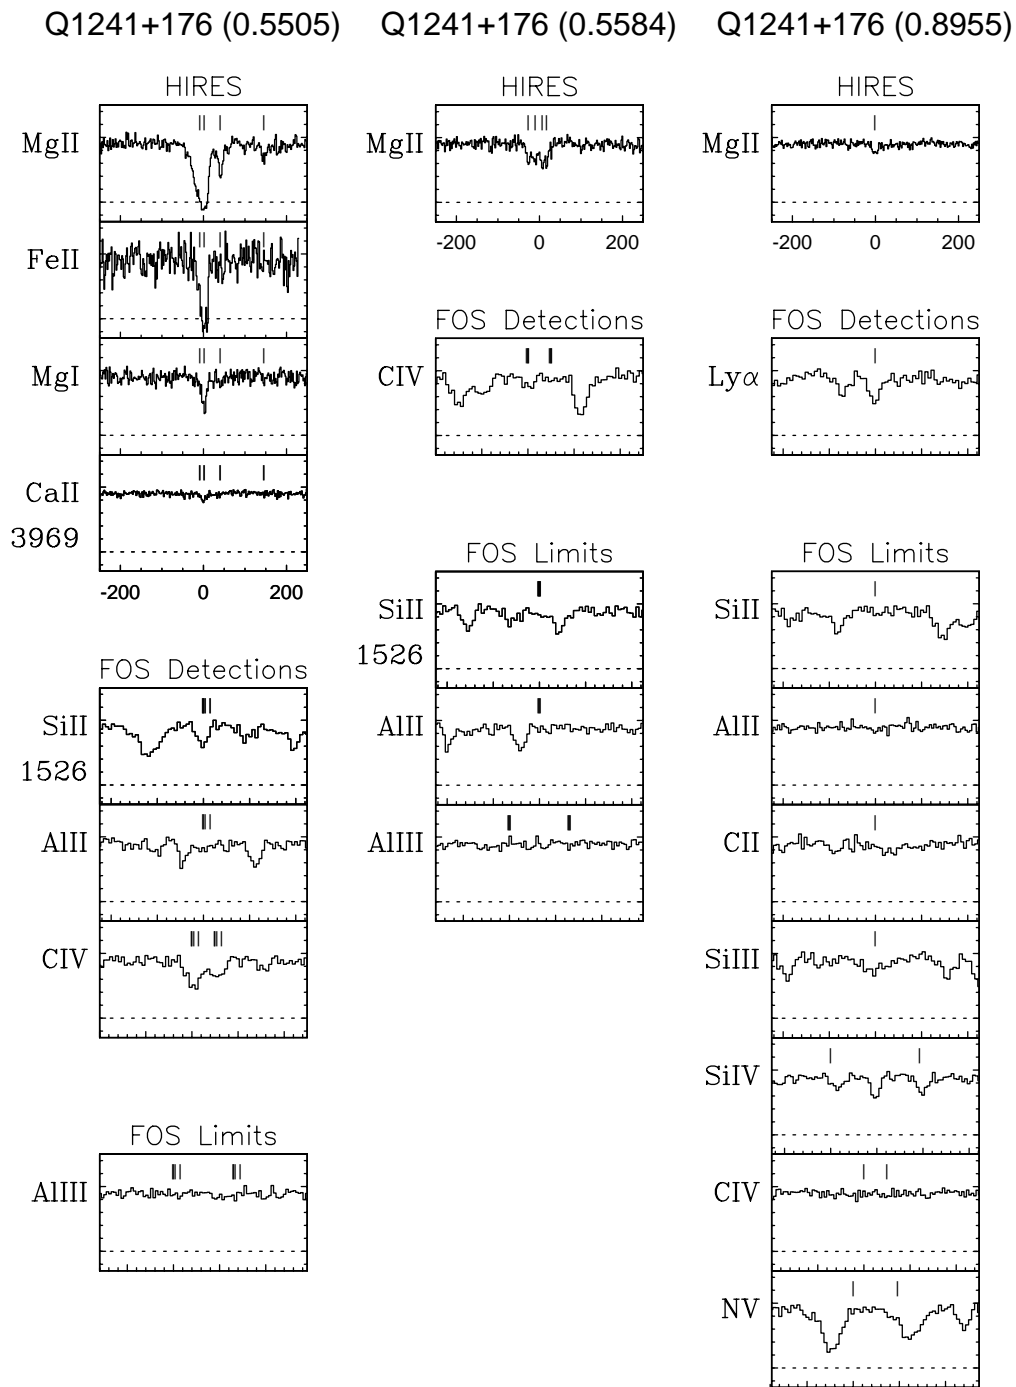 Q1241+176 (0.5505) Q1241+176 (0.5584) Q1241+176 (0.8955)
HIRES
MgII
FeII
MgI
CaII
3969
-200 0 200
FOS Detections
SiII
1526
AlII
CIV
FOS Limits
AlIII
HIRES
MgII
-200 0 200
FOS Detections
CIV
FOS Limits
SiII
1526
AlII
AlIII
HIRES
MgII
-200 0 200
FOS Detections
Lyα
FOS Limits
SiII
AlII
CII
SiIII
SiIV
CIV
NV